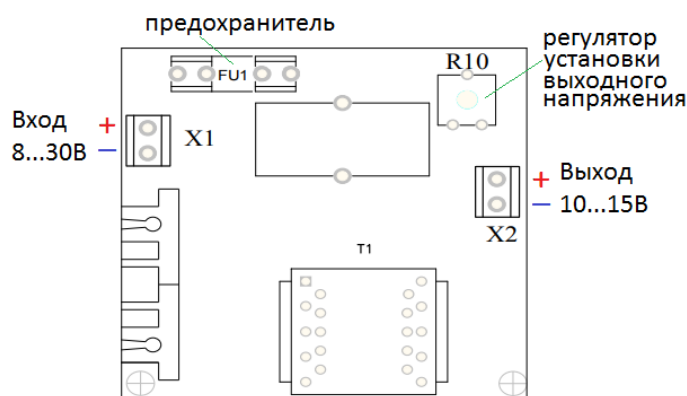 предохранитель
FU1
R10
регулятор
установки
выходного
напряжения
Вход
8...30В
+
−
X1
+
−
Выход
10...15В
X2
T1